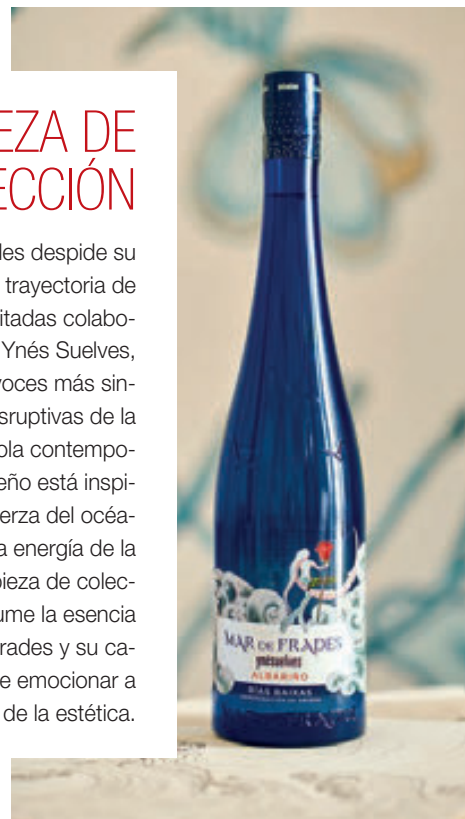 EZA DE
ECCIÓN
les despide su
trayectoria de
itadas colabo-
Ynés Suelves,
voces más sin-
sruptivas de la
ola contempo-
eño está inspi-
erza del océa-
a energía de la
pieza de colec-
ume la esencia
rades y su ca-
e emocionar a
de la estética.
MAR DE FRADES
ynésuelves
ALBARIÑO
RÍAS BAIXAS